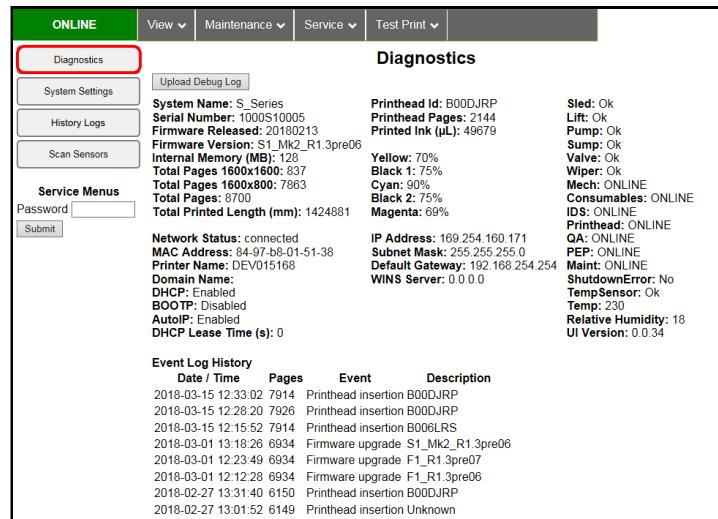 ONLINE
View
Maintenance
Service
Test Print
Diagnostics
System Settings
History Logs
Scan Sensors
Service Menus
Password
Submit
Diagnostics
Upload Debug Log
System Name: S_Series
Serial Number: 1000S10005
Firmware Released: 20180213
Firmware Version: S1_Mk2_R1.3pre06
Internal Memory (MB): 128
Total Pages 1600x1600: 837
Total Pages 1600x800: 7863
Total Pages: 8700
Total Printed Length (mm): 1424881
Printhead Id: B00DJRP
Printhead Pages: 2144
Printed Ink (µL): 49679
Yellow: 70%
Black 1: 75%
Cyan: 90%
Black 2: 75%
Magenta: 69%
Sled: Ok
Lift: Ok
Pump: Ok
Sump: Ok
Valve: Ok
Wiper: Ok
Mech: ONLINE
Consumables: ONLINE
IDS: ONLINE
Printhead: ONLINE
QA: ONLINE
PEP: ONLINE
Maint: ONLINE
ShutdownError: No
TempSensor: Ok
Temp: 230
Relative Humidity: 18
UI Version: 0.0.34
Network Status: connected
MAC Address: 84-97-b8-01-51-38
Printer Name: DEV015168
Domain Name:
DHCP: Enabled
BOOTP: Disabled
AutoIP: Enabled
DHCP Lease Time (s): 0
IP Address: 169.254.160.171
Subnet Mask: 255.255.255.0
Default Gateway: 192.168.254.254
WINS Server: 0.0.0.0
Event Log History
Date / Time Pages Event Description
2018-03-15 12:33:02 7914 Printhead insertion B00DJRP
2018-03-15 12:28:20 7926 Printhead insertion B00DJRP
2018-03-15 12:15:52 7914 Printhead insertion B006LRS
2018-03-01 13:18:26 6934 Firmware upgrade S1_Mk2_R1.3pre06
2018-03-01 12:23:49 6934 Firmware upgrade F1_R1.3pre07
2018-03-01 12:12:28 6934 Firmware upgrade F1_R1.3pre06
2018-02-27 13:31:40 6150 Printhead insertion B00DJRP
2018-02-27 13:01:52 6149 Printhead insertion Unknown